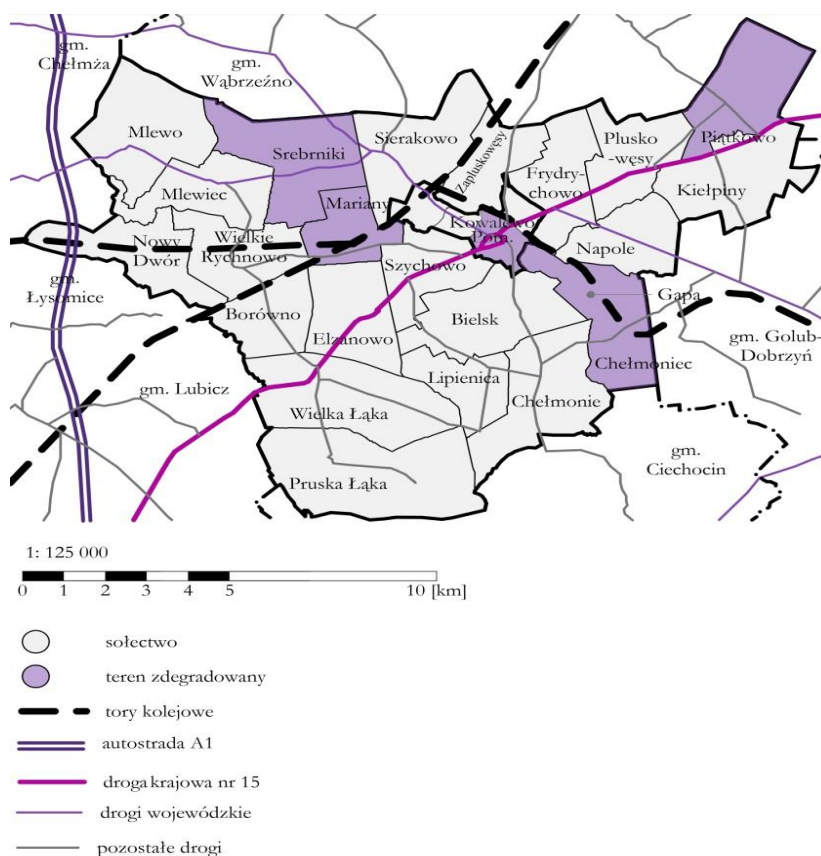 gm.
Chełmża
gm.
Wąbrzeźno
Mlewo
Srebrniki
Sierakowo
Zapluskowęsy
Plusko
-węsy
Piątkowo
Frydry-
chowo
Kiełpiny
Mlewiec
Mariany
Kowalewo
Pom.
Nowy
Dwór
Wielkie
Rychnowo
Napole
Szychowo
gm.
Łysomice
Borówno
Elzanowo
Bielsk
Gapa
gm. Golub-
Dobrzyń
Chełmoniec
gm. Lubicz
Lipienica
Chełmonie
Wielka Łąka
gm.
Ciechocin
Pruska Łąka
1: 125 000
0 1 2 3 4 5 10 [km]
sołectwo
teren zdegradowany
tory kolejowe
autostrada A1
droga krajowa nr 15
drogi wojewódzkie
pozostałe drogi